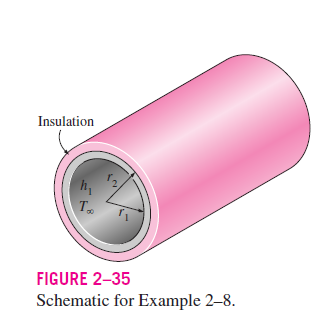 Insulation
h₁
r₂
T∞
r₁
FIGURE 2–35
Schematic for Example 2–8.